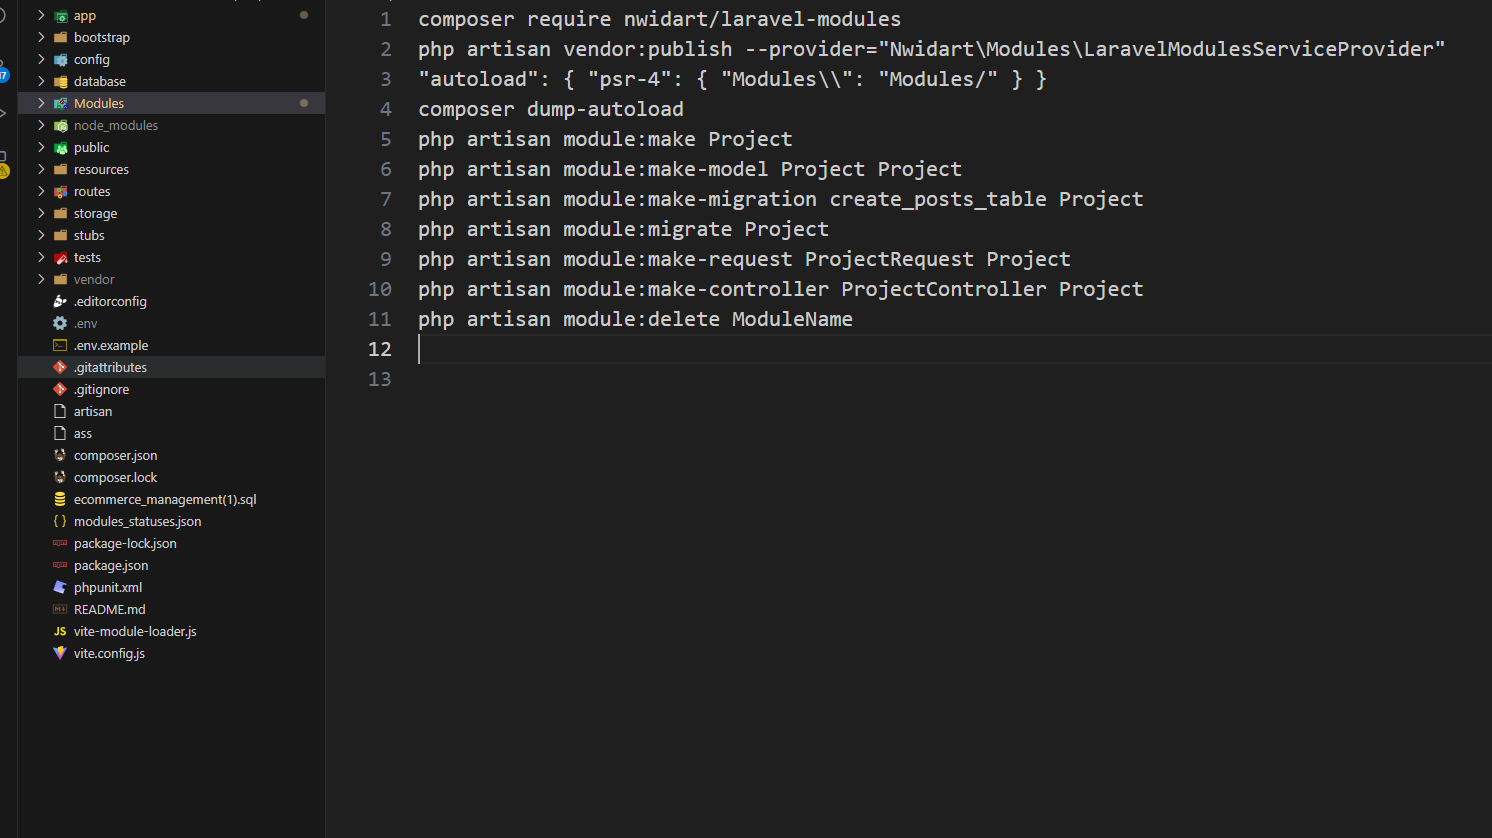 app
bootstrap
config
database
Modules
node_modules
public
resources
routes
storage
stubs
tests
vendor
.editorconfig
.env
.env.example
.gitattributes
.gitignore
artisan
ass
composer.json
composer.lock
ecommerce_management(1).sql
modules_statuses.json
package-lock.json
package.json
phpunit.xml
README.md
JS vite-module-loader.js
vite.config.js
1 composer require nwidart/laravel-modules
2 php artisan vendor:publish --provider="Nwidart\Modules\LaravelModulesServiceProvider"
3 "autoload": { "psr-4": { "Modules\\": "Modules/" } }
4 composer dump-autoload
5 php artisan module:make Project
6 php artisan module:make-model Project Project
7 php artisan module:make-migration create_posts_table Project
8 php artisan module:migrate Project
9 php artisan module:make-request ProjectRequest Project
10 php artisan module:make-controller ProjectController Project
11 php artisan module:delete ModuleName
12
13